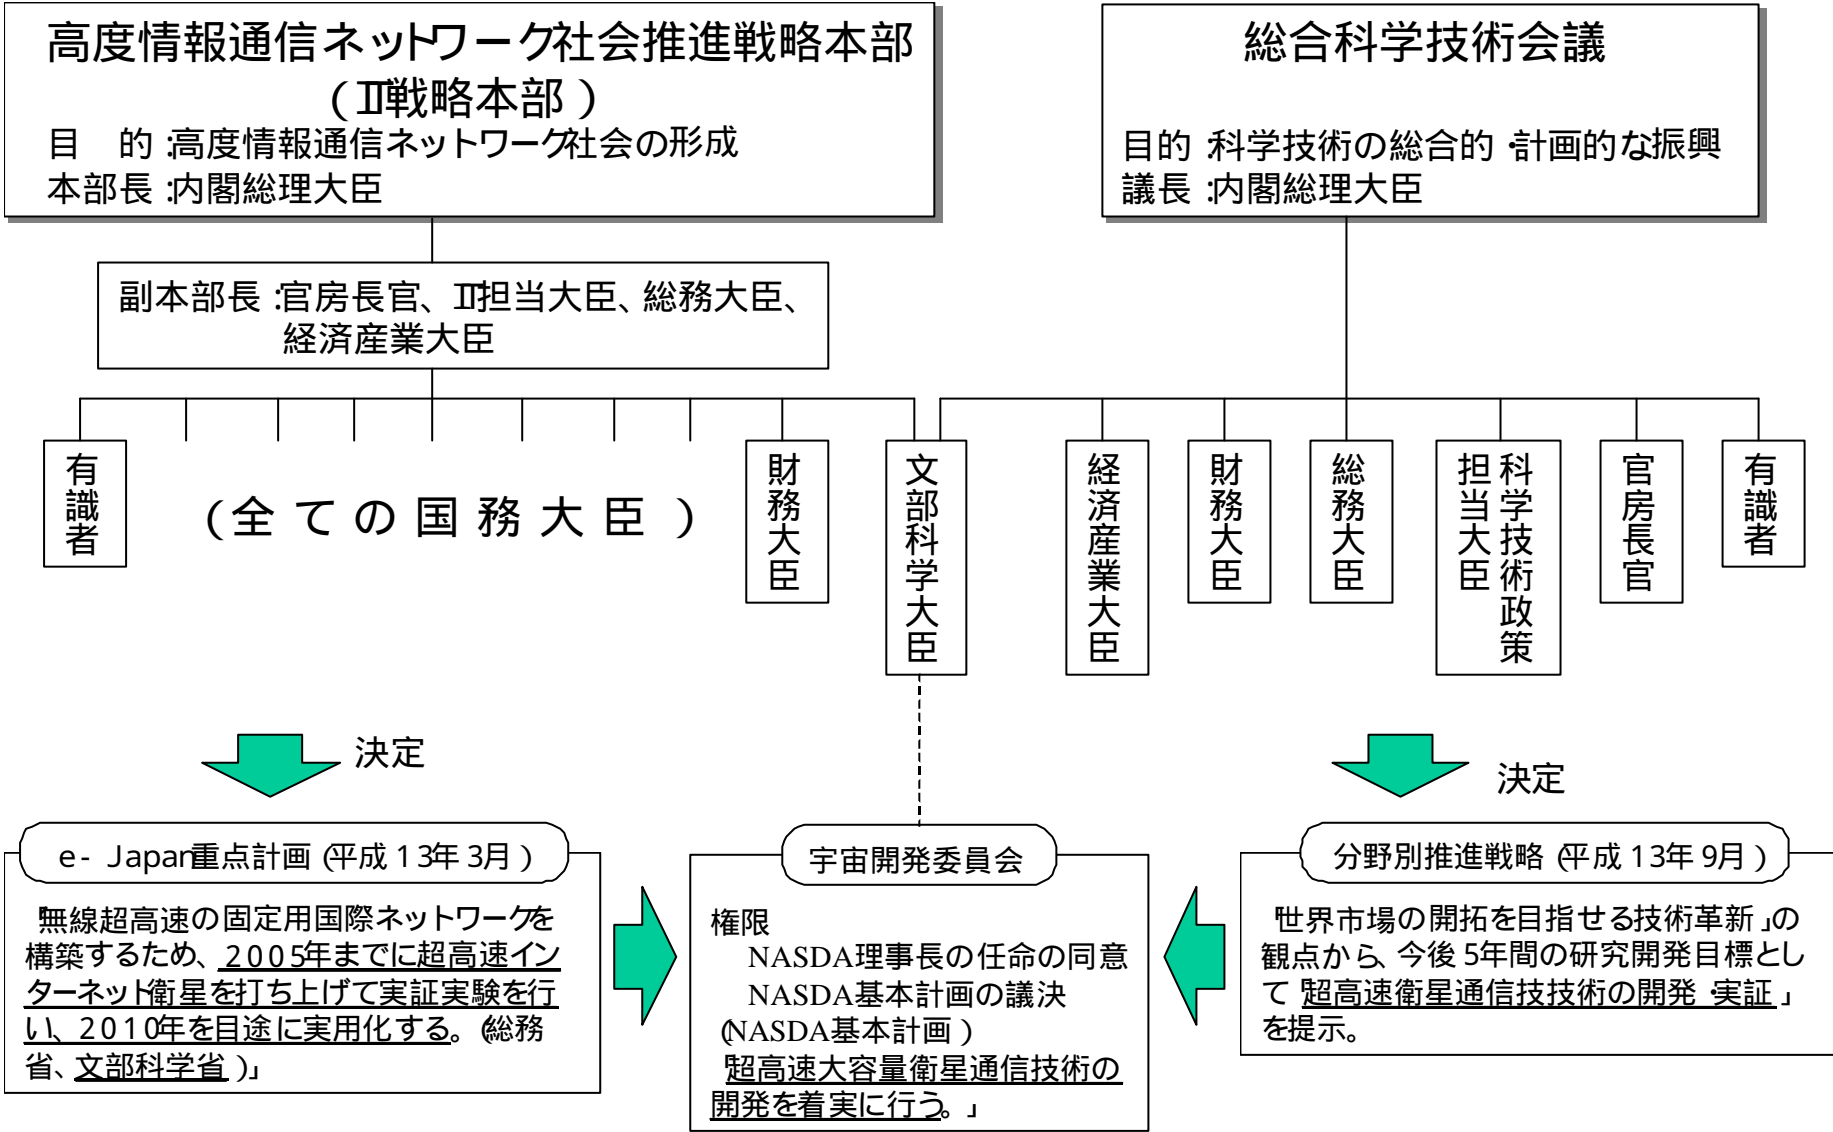 高度情報通信ネットワーク社会推進戦略本部
(IT戦略本部)
目　的:高度情報通信ネットワーク社会の形成
本部長:内閣総理大臣
総合科学技術会議
目的:科学技術の総合的・計画的な振興
議長:内閣総理大臣
副本部長:官房長官、IT担当大臣、総務大臣、
経済産業大臣
有識者
(全ての国務大臣)
財務大臣
文部科学大臣
経済産業大臣
財務大臣
総務大臣
科学技術政策
担当大臣
官房長官
有識者
決定
決定
e-Japan重点計画(平成13年3月)
「無線超高速の固定用国際ネットワークを
構築するため、2005年までに超高速イン
ターネット衛星を打ち上げて実証実験を行
い、2010年を目途に実用化する。(総務
省、文部科学省)」
宇宙開発委員会
権限
NASDA理事長の任命の同意
NASDA基本計画の議決
(NASDA基本計画)
「超高速大容量衛星通信技術の
開発を着実に行う。」
分野別推進戦略(平成13年9月)
「世界市場の開拓を目指せる技術革新」の
観点から、今後5年間の研究開発目標とし
て「超高速衛星通信技技術の開発・実証」
を提示。